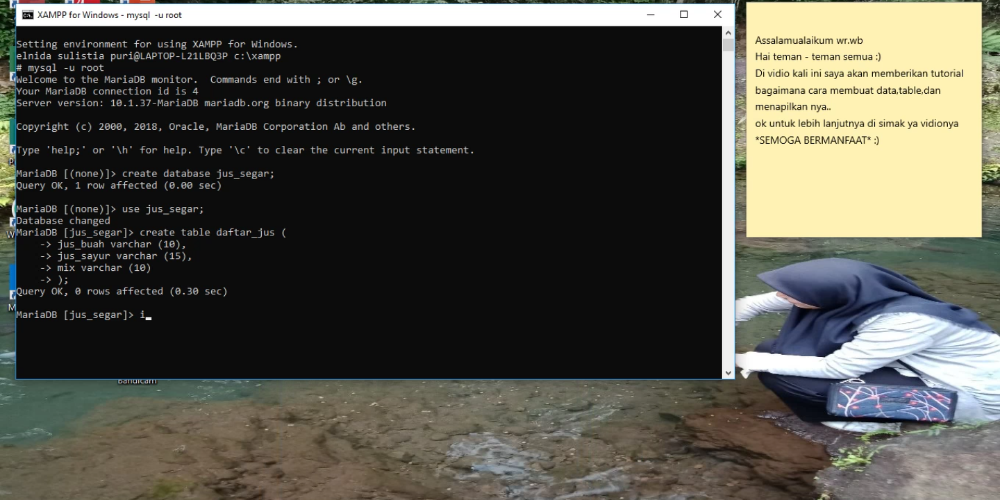 XAMPP for Windows - mysql  -u root
Setting environment for using XAMPP for Windows.
elnida sulistia puri@LAPTOP-L21LBQ3P c:\xampp
# mysql -u root
Welcome to the MariaDB monitor.  Commands end with ; or \g.
Your MariaDB connection id is 4
Server version: 10.1.37-MariaDB mariadb.org binary distribution
Copyright (c) 2000, 2018, Oracle, MariaDB Corporation Ab and others.
Type 'help;' or '\h' for help. Type '\c' to clear the current input statement.
MariaDB [(none)]> create database jus_segar;
Query OK, 1 row affected (0.00 sec)
MariaDB [(none)]> use jus_segar;
Database changed
MariaDB [jus_segar]> create table daftar_jus (
    -> jus_buah varchar (10),
    -> jus_sayur varchar (15),
    -> mix varchar (10)
    -> );
Query OK, 0 rows affected (0.30 sec)
MariaDB [jus_segar]> i
Bandicam
Assalamualaikum wr.wb
Hai teman - teman semua :)
Di vidio kali ini saya akan memberikan tutorial
bagaimana cara membuat data,table,dan
menapilkan nya..
ok untuk lebih lanjutnya di simak ya vidionya
*SEMOGA BERMANFAAT* :)